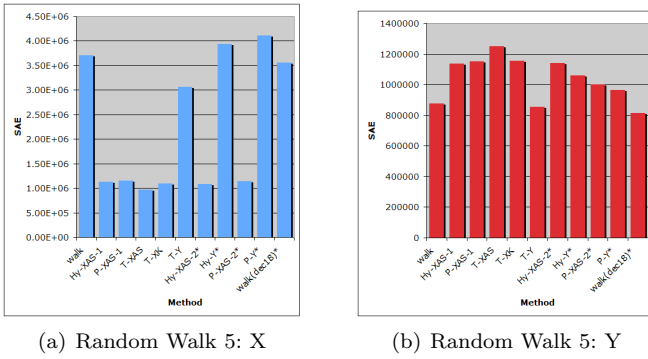 4.50E+06
4.00E+06
3.50E+06
3.00E+06
2.50E+06
2.00E+06
1.50E+06
1.00E+06
5.00E+05
0.00E+00
SAE
walk
Hy-XAS-1
P-XAS-1
T-XAS
T-XK
T-Y
Hy-XAS-2*
Hy-Y*
P-XAS-2*
P-Y*
walk(dec18)*
Method
(a) Random Walk 5: X
1400000
1200000
1000000
800000
600000
400000
200000
0
SAE
walk
Hy-XAS-1
P-XAS-1
T-XAS
T-XK
T-Y
Hy-XAS-2*
Hy-Y*
P-XAS-2*
P-Y*
walk(dec18)*
Method
(b) Random Walk 5: Y